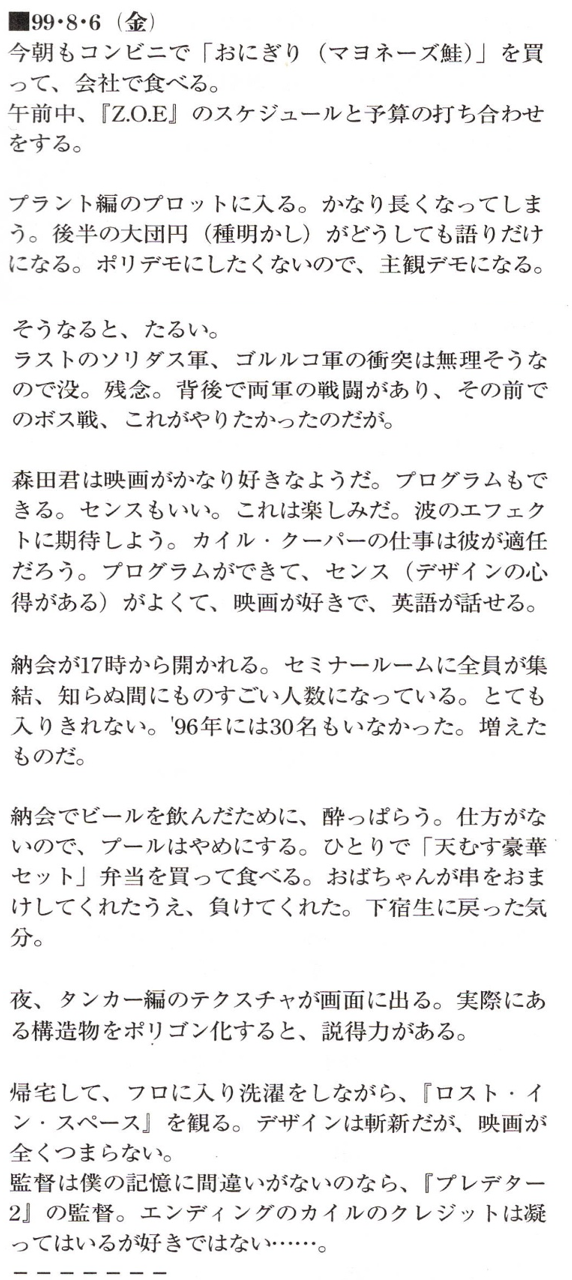 ■99・8・6（金）
今朝もコンビニで「おにぎり（マヨネーズ鮭）」を買
って、会社で食べる。
午前中、『Z.O.E』のスケジュールと予算の打ち合わせ
をする。
プラント編のプロットに入る。かなり長くなってしま
う。後半の大団円（種明かし）がどうしても語りだけ
になる。ポリデモにしたくないので、主観デモになる。
そうなると、たるい。
ラストのソリダス軍、ゴルルコ軍の衝突は無理そうな
ので没。残念。背後で両軍の戦闘があり、その前で
のボス戦、これがやりたかったのだが。
森田君は映画がかなり好きなようだ。プログラムもで
きる。センスもいい。これは楽しみだ。波のエフェク
トに期待しよう。カイル・クーパーの仕事は彼が適任
だろう。プログラムができて、センス（デザインの心
得がある）がよくて、映画が好きで、英語が話せる。
納会が17時から開かれる。セミナールームに全員が集
結、知らぬ間にものすごい人数になっている。とても
入りきれない。'96年には30名もいなかった。増えた
ものだ。
納会でビールを飲んだために、酔っぱらう。仕方がな
いので、プールはやめにする。ひとりで「天むす豪華
セット」弁当を買って食べる。おばちゃんが串をおま
けしてくれたうえ、負けてくれた。下宿生に戻った気
分。
夜、タンカー編のテクスチャが画面に出る。実際にあ
る構造物をポリゴン化すると、説得力がある。
帰宅して、フロに入り洗濯をしながら、『ロスト・イ
ン・スペース』を観る。デザインは斬新だが、映画が
全くつまらない。
監督は僕の記憶に間違いがないのなら、『プレデター
2』の監督。エンディングのカイルのクレジットは凝
ってはいるが好きではない……。
－－－－－－－